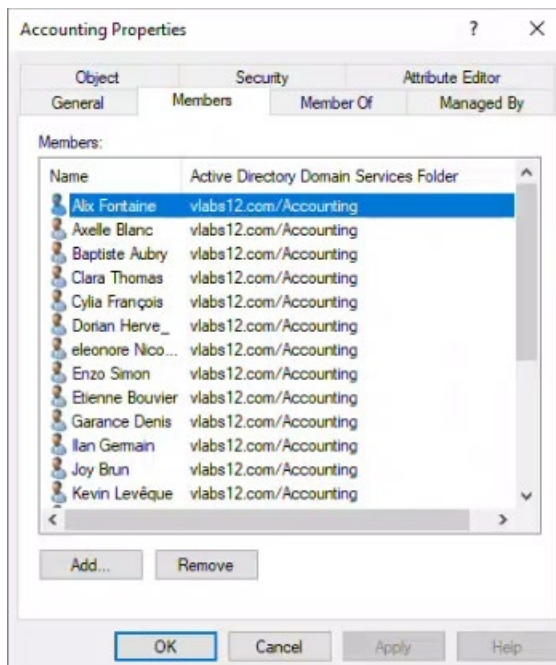 Accounting Properties ? ×
Object Security Attribute Editor
General Members Member Of Managed By
Members:
Name Active Directory Domain Services Folder
Alix Fontaine vlabs12.com/Accounting
Axelle Blanc vlabs12.com/Accounting
Baptiste Aubry vlabs12.com/Accounting
Clara Thomas vlabs12.com/Accounting
Cylia François vlabs12.com/Accounting
Dorian Herve_ vlabs12.com/Accounting
eleonore Nico... vlabs12.com/Accounting
Enzo Simon vlabs12.com/Accounting
Etienne Bouvier vlabs12.com/Accounting
Garance Denis vlabs12.com/Accounting
Ilan Germain vlabs12.com/Accounting
Joy Brun vlabs12.com/Accounting
Kevin Levêque vlabs12.com/Accounting
Add... Remove
OK Cancel Apply Help